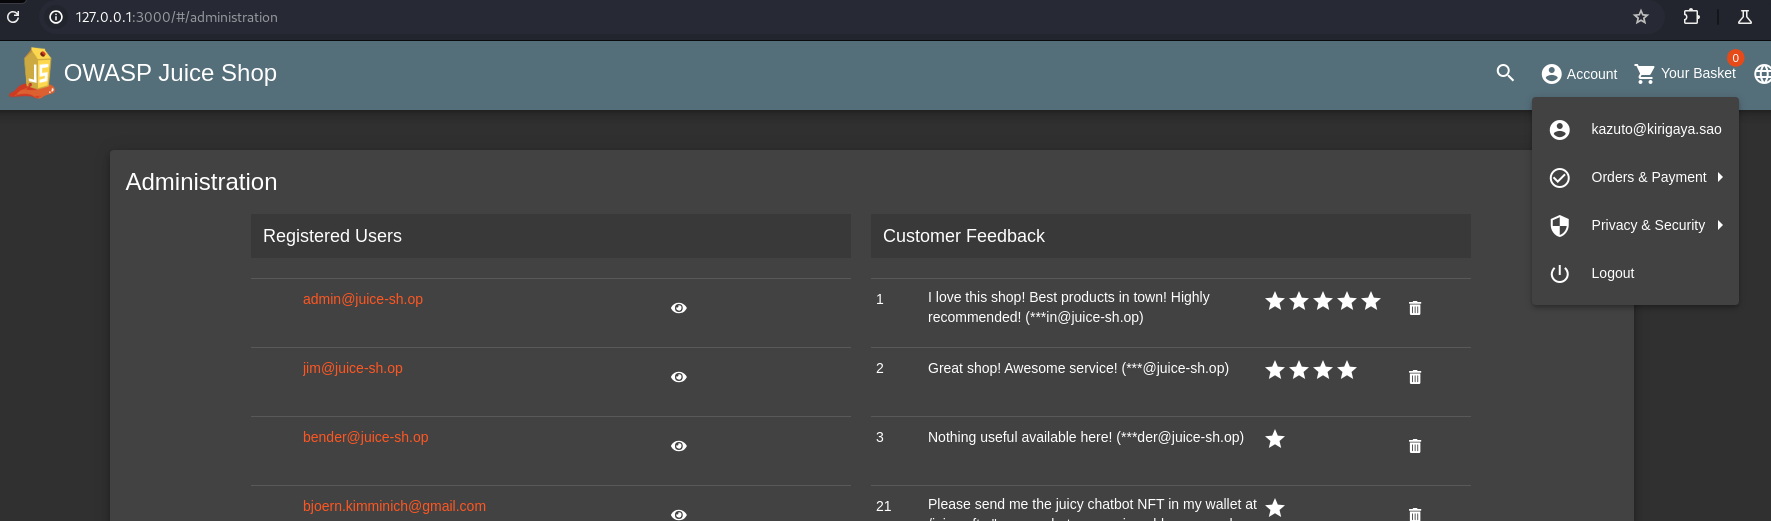 127.0.0.1:3000/#/administration
OWASP Juice Shop
Account
Your Basket
0
kazuto@kirigaya.sao
Orders & Payment
Privacy & Security
Logout
Administration
Registered Users
admin@juice-sh.op
jim@juice-sh.op
bender@juice-sh.op
bjoern.kimminich@gmail.com
Customer Feedback
1
I love this shop! Best products in town! Highly
recommended! (***in@juice-sh.op)
2
Great shop! Awesome service! (***@juice-sh.op)
3
Nothing useful available here! (***der@juice-sh.op)
21
Please send me the juicy chatbot NFT in my wallet at